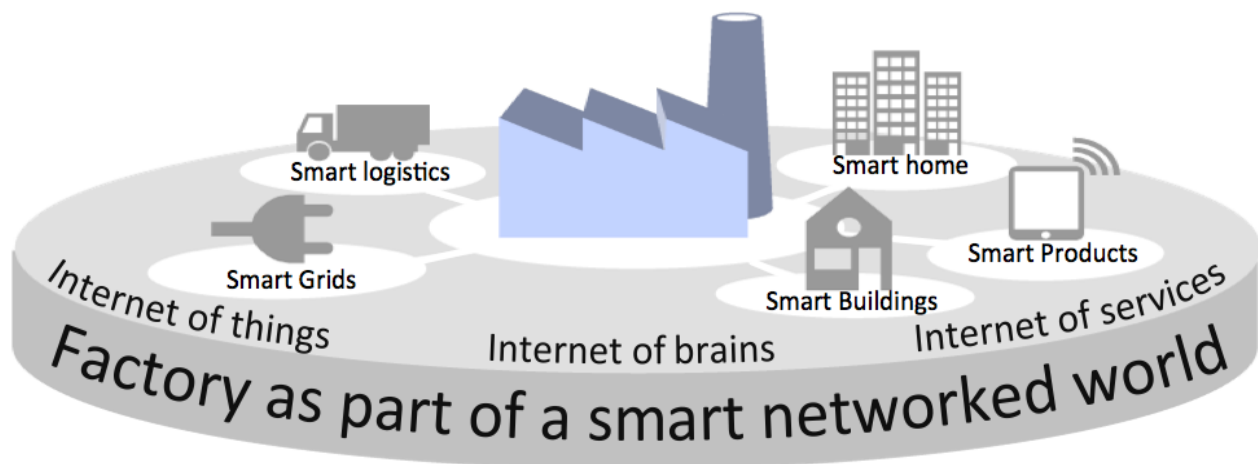 Smart logistics
Smart home
Smart Grids
Smart Products
Smart Buildings
Internet of things
Internet of brains
Internet of services
Factory as part of a smart networked world